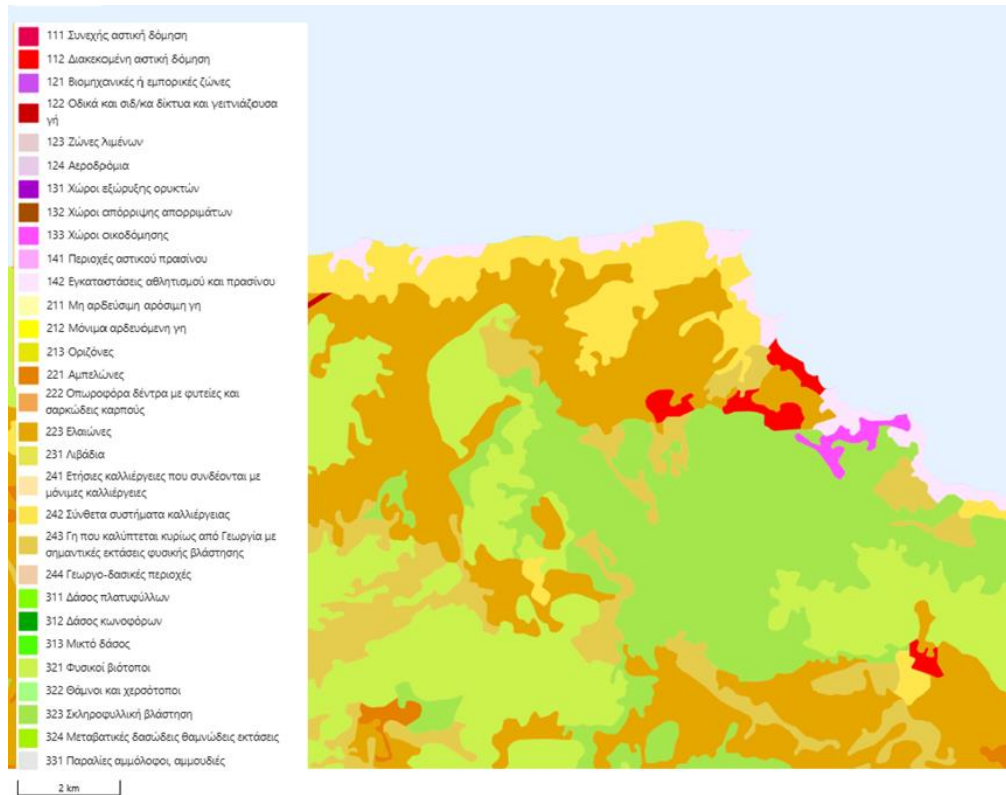 111 Συνεχής αστική δόμηση
112 Διακεκομένη αστική δόμηση
121 Βιομηχανικές ή εμπορικές ζώνες
122 Οδικά και σιδ/κα δίκτυα και γειτνιάζουσα
γή
123 Ζώνες λιμένων
124 Αεροδρόμια
131 Χώροι εξώρυξης ορυκτών
132 Χώροι απόρριψης απορριμάτων
133 Χώροι οικοδόμησης
141 Περιοχές αστικού πρασίνου
142 Εγκαταστάσεις αθλητισμού και πρασίνου
211 Μη αρδεύσιμη αρόσιμη γη
212 Μόνιμα αρδευόμενη γη
213 Οριζόνες
221 Αμπελώνες
222 Οπωροφόρα δέντρα με φυτείες και
σαρκώδεις καρπούς
223 Ελαιώνες
231 Λιβάδια
241 Ετήσιες καλλιέργειες που συνδέονται με
μόνιμες καλλιέργειες
242 Σύνθετα συστήματα καλλιέργειας
243 Γη που καλύπτεται κυρίως από Γεωργία με
σημαντικές εκτάσεις φυσικής βλάστησης
244 Γεωργο-δασικές περιοχές
311 Δάσος πλατυφύλλων
312 Δάσος κωνοφόρων
313 Μικτό δάσος
321 Φυσικοί βιότοποι
322 Θάμνοι και χερσότοποι
323 Σκληροφυλλική βλάστηση
324 Μεταβατικές δασώδεις θαμνώδεις εκτάσεις
331 Παραλίες αμμόλοφοι, αμμουδιές
2 km